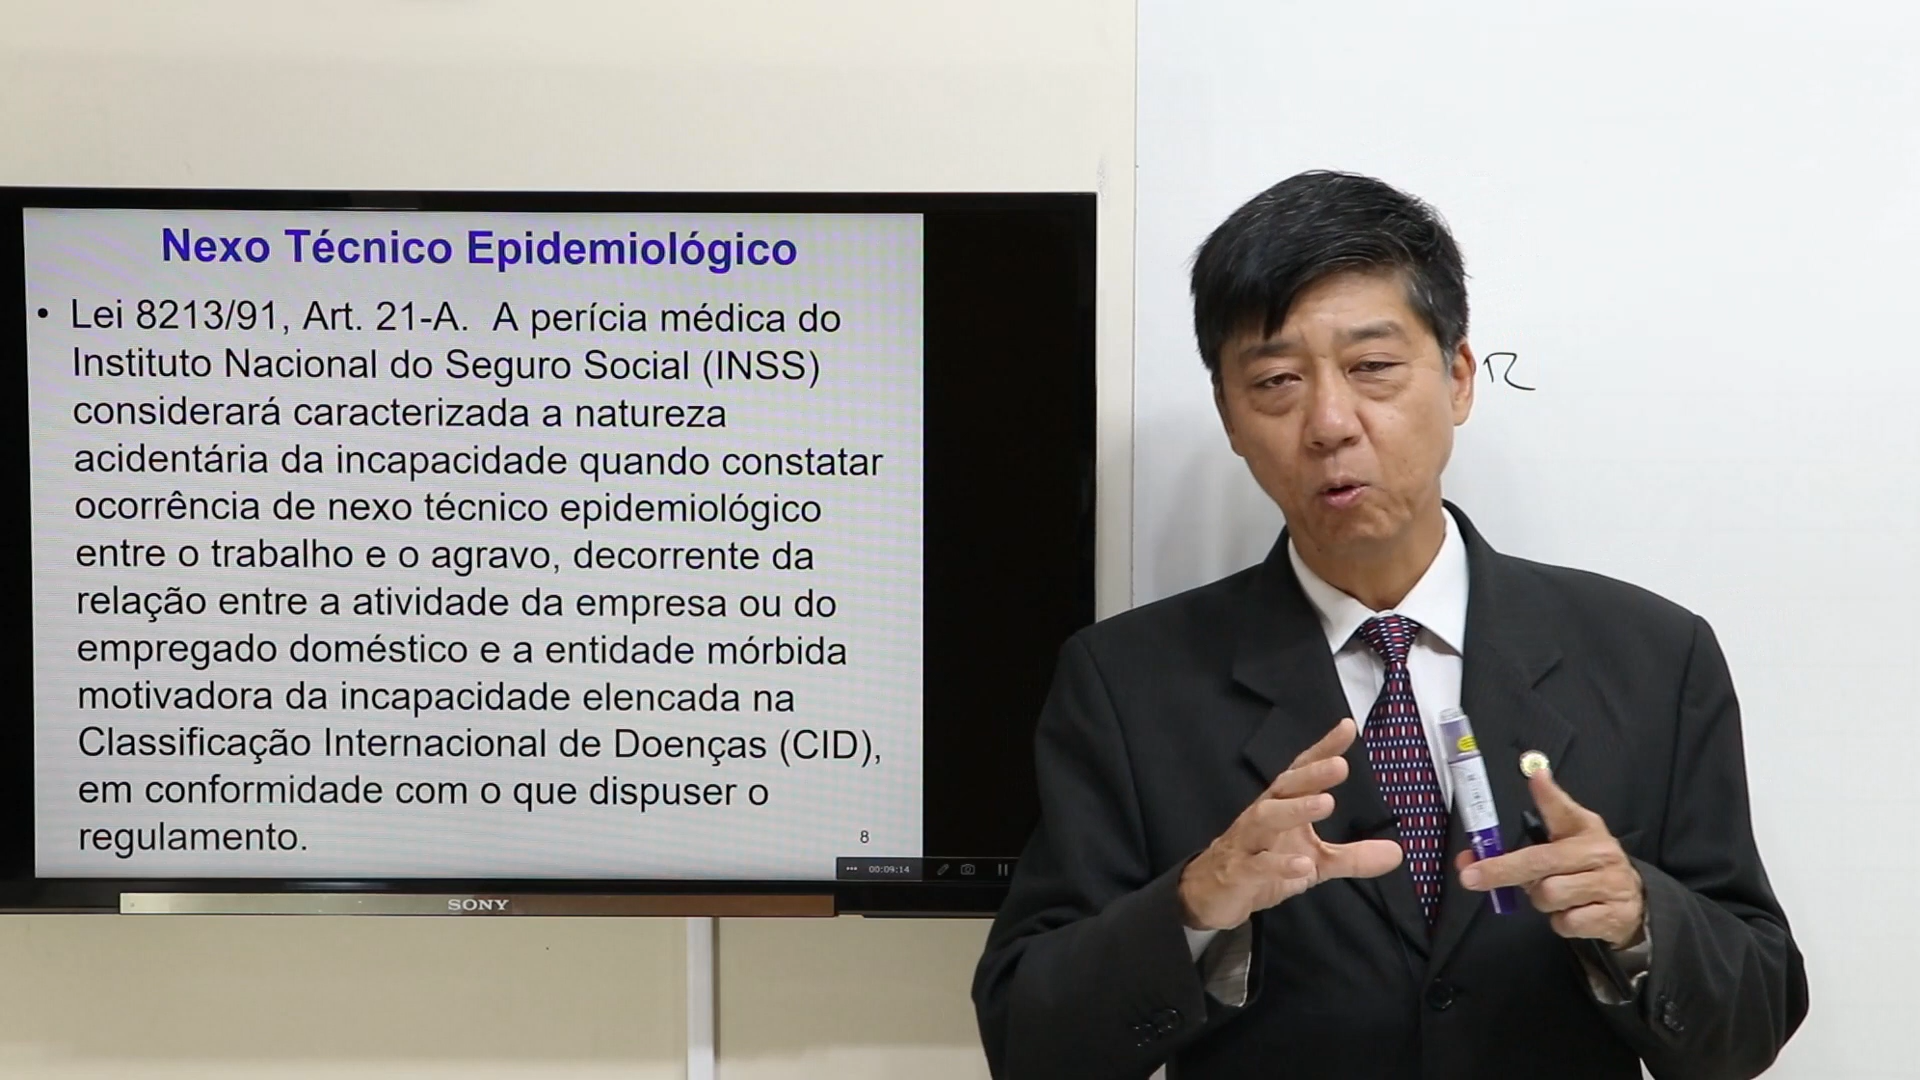 Nexo Técnico Epidemiológico
• Lei 8213/91, Art. 21-A.  A perícia médica do
Instituto Nacional do Seguro Social (INSS)
considerará caracterizada a natureza
acidentária da incapacidade quando constatar
ocorrência de nexo técnico epidemiológico
entre o trabalho e o agravo, decorrente da
relação entre a atividade da empresa ou do
empregado doméstico e a entidade mórbida
motivadora da incapacidade elencada na
Classificação Internacional de Doenças (CID),
em conformidade com o que dispuser o
regulamento.
8
00:09:14
SONY